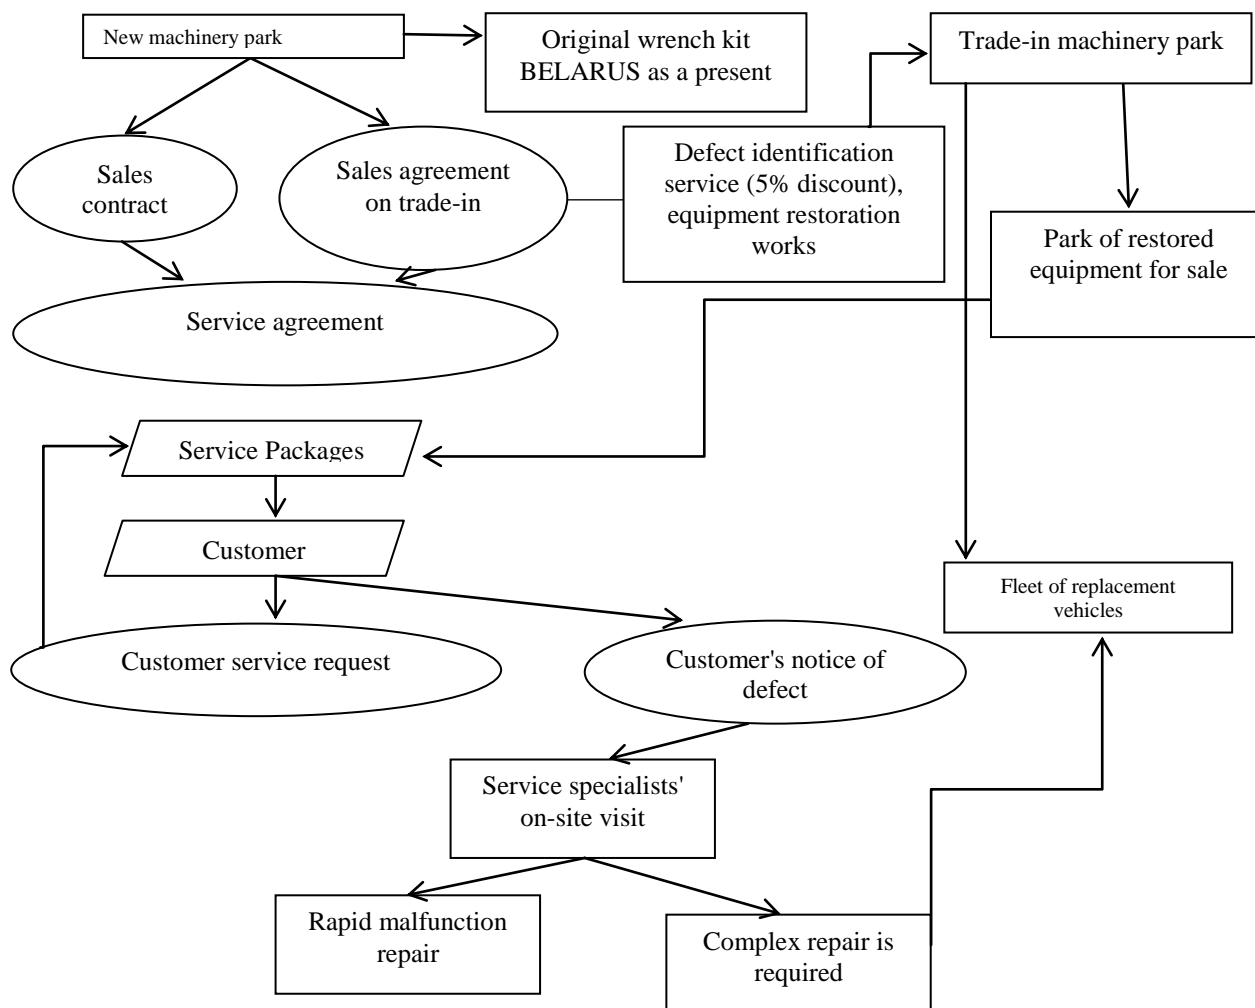 New machinery park
Original wrench kit
BELARUS as a present
Trade-in machinery park
Sales
contract
Sales agreement
on trade-in
Defect identification
service (5% discount),
equipment restoration
works
Park of restored
equipment for sale
Service agreement
Service Packages
Customer
Fleet of replacement
vehicles
Customer service request
Customer's notice of
defect
Service specialists'
on-site visit
Rapid malfunction
repair
Complex repair is
required